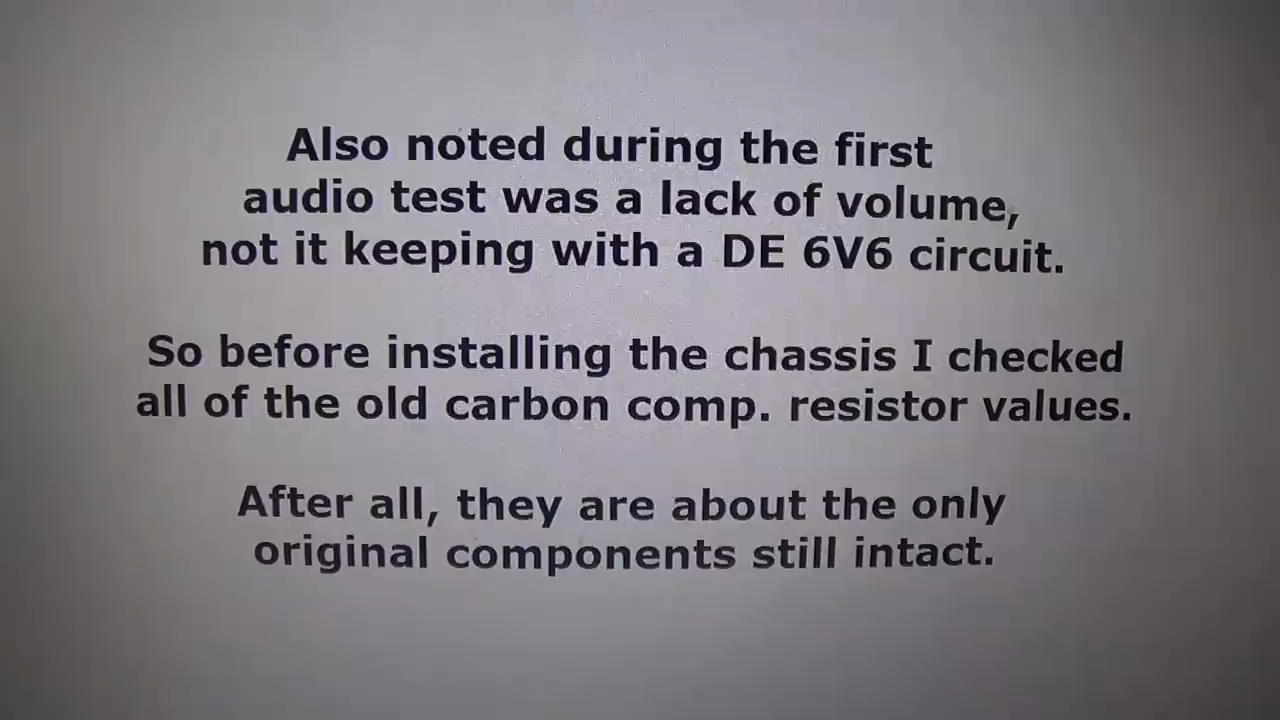 Also noted during the first
audio test was a lack of volume,
not it keeping with a DE 6V6 circuit.
So before installing the chassis I checked
all of the old carbon comp. resistor values.
After all, they are about the only
original components still intact.